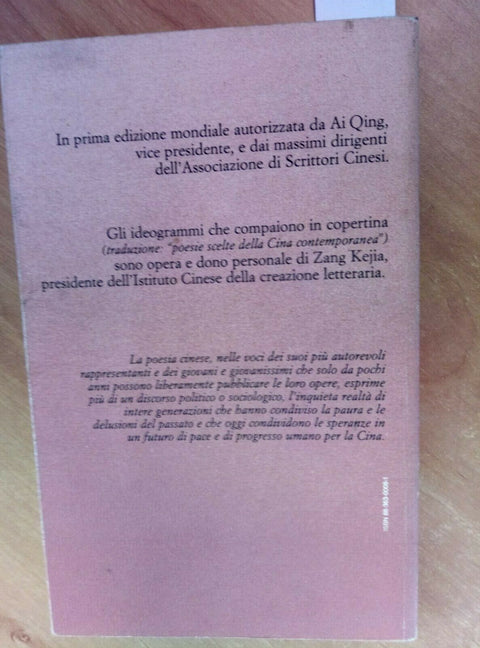 In prima edizione mondiale autorizzata da Ai Qing,
vice presidente, e dai massimi dirigenti
dell'Associazione di Scrittori Cinesi.
Gli ideogrammi che compaiono in copertina
(traduzione: "poesie scelte della Cina contemporanea")
sono opera e dono personale di Zang Kejia,
presidente dell'Istituto Cinese della creazione letteraria.
La poesia cinese, nelle voci dei suoi più autorevoli
rappresentanti e dei giovani e giovanissimi che solo da pochi
anni possono liberamente pubblicare le loro opere, esprime
più di un discorso politico o sociologico, l'inquieta realtà di
intere generazioni che hanno condiviso la paura e le
delusioni del passato e che oggi condividono le speranze in
un futuro di pace e di progresso umano per la Cina.
ISSN